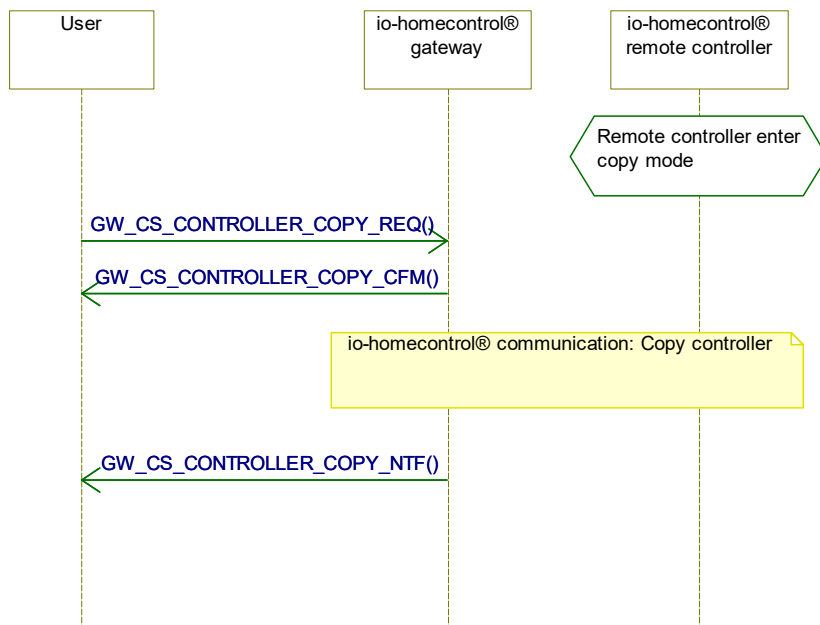 User
io-homecontrol®
gateway
io-homecontrol®
remote controller
Remote controller enter
copy mode
GW_CS_CONTROLLER_COPY_REQ()
GW_CS_CONTROLLER_COPY_CFM()
io-homecontrol® communication: Copy controller
GW_CS_CONTROLLER_COPY_NTF()